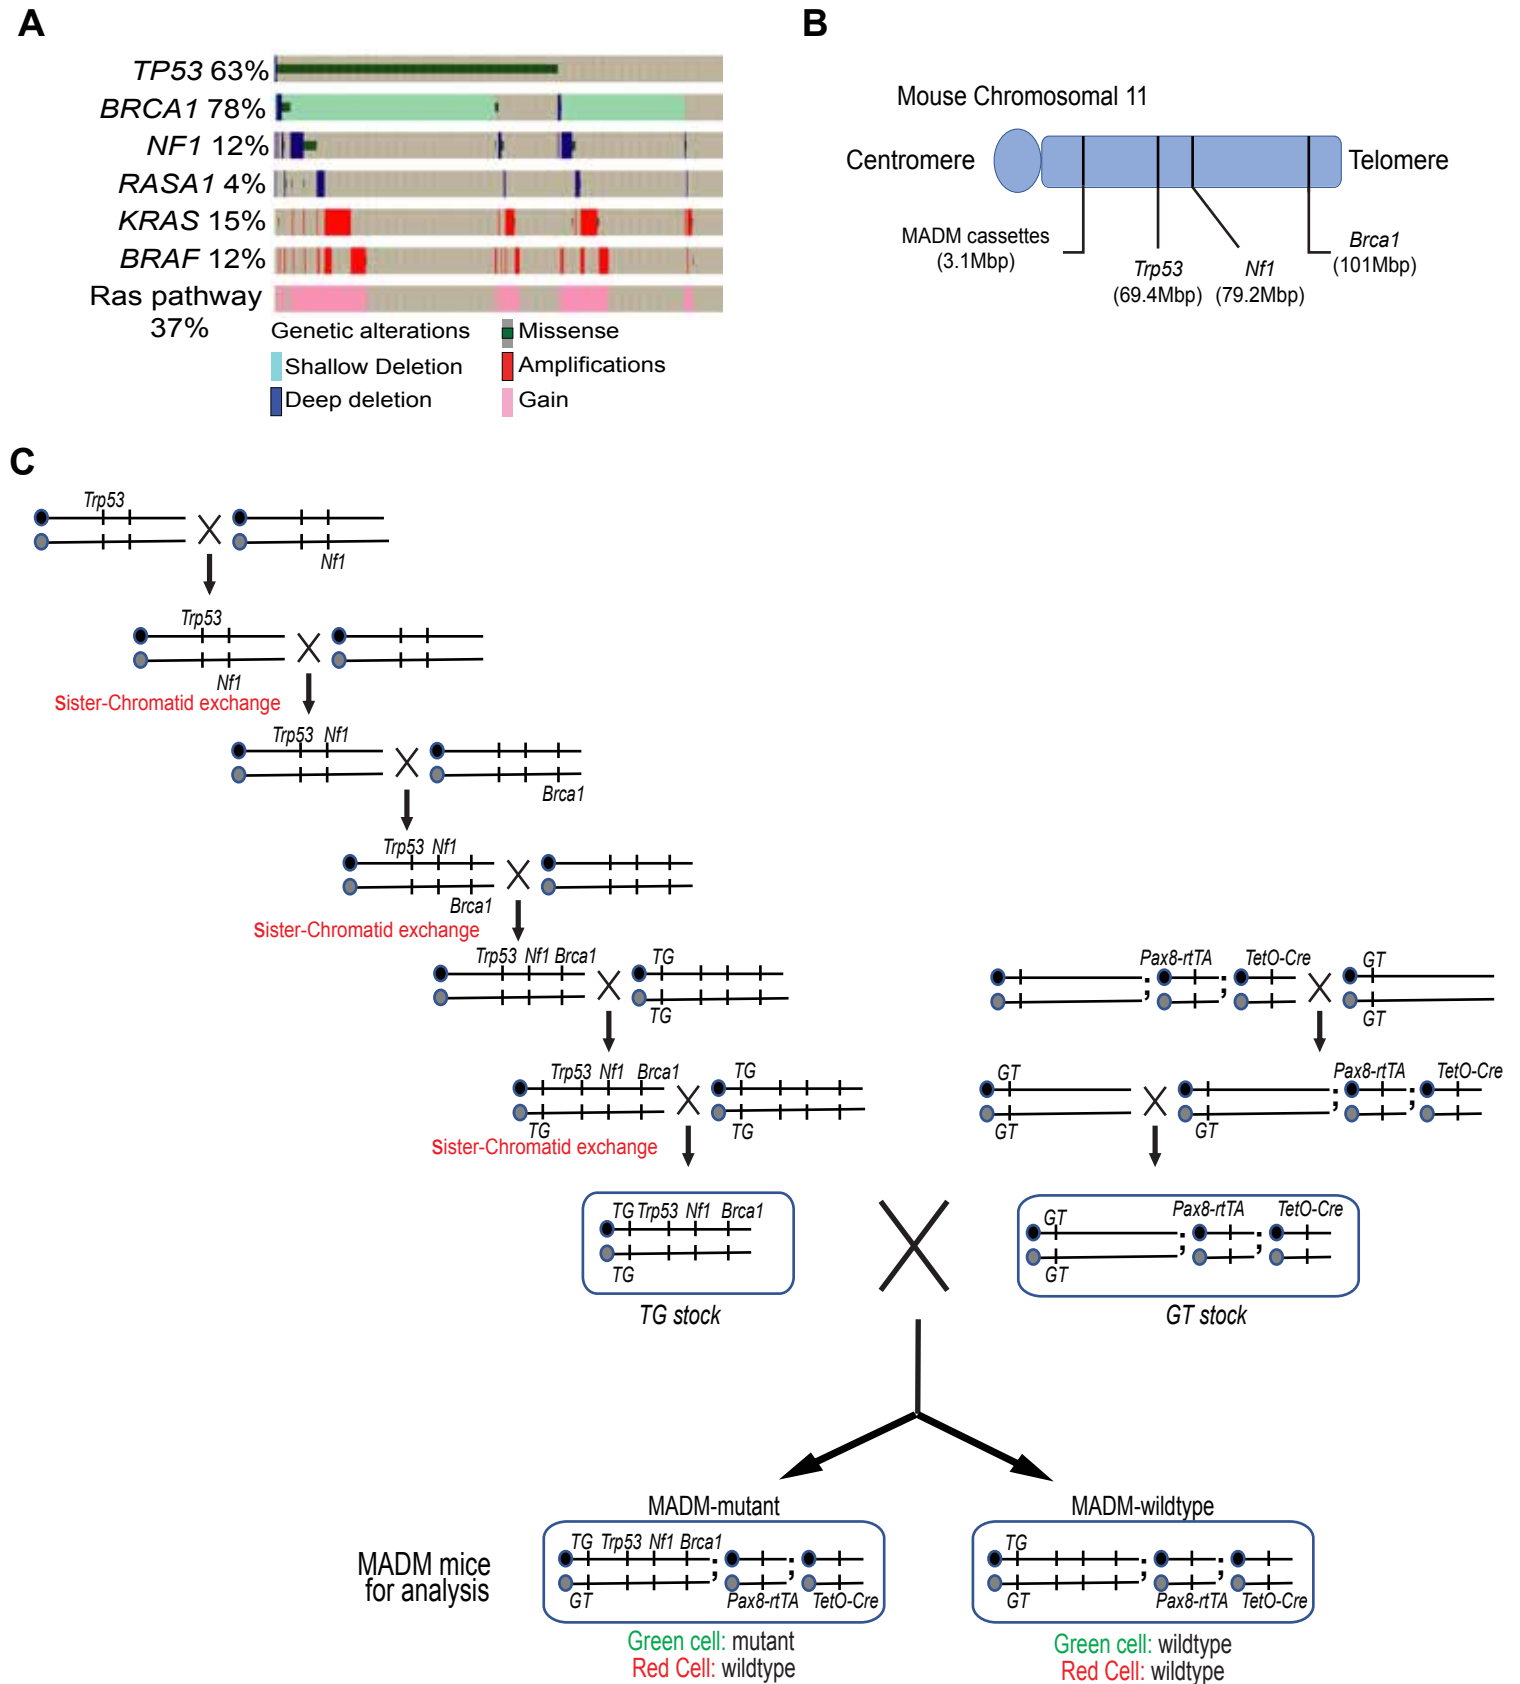 A
TP53 63%
BRCA1 78%
NF1 12%
RASA1 4%
KRAS 15%
BRAF 12%
Ras pathway
37%
Genetic alterations
Missense
Shallow Deletion
Amplifications
Deep deletion
Gain
B
Mouse Chromosomal 11
Centromere
Telomere
MADM cassettes
(3.1Mbp)
Trp53
(69.4Mbp)
Nf1
(79.2Mbp)
Brca1
(101Mbp)
C
Trp53
Nf1
Trp53
Nf1
Sister-Chromatid exchange
Trp53 Nf1
Brca1
Trp53 Nf1
Brca1
Sister-Chromatid exchange
Trp53 Nf1 Brca1
TG
TG
Trp53 Nf1 Brca1
TG
TG
TG
Sister-Chromatid exchange
TG Trp53 Nf1 Brca1
TG
TG stock
; Pax8-rtTA ; TetO-Cre
GT
GT
GT
GT
; Pax8-rtTA ; TetO-Cre
GT
GT ; Pax8-rtTA ; TetO-Cre
GT
GT stock
MADM mice
for analysis
MADM-mutant
TG Trp53 Nf1 Brca1 ; ;
GT Pax8-rtTA TetO-Cre
Green cell: mutant
Red Cell: wildtype
MADM-wildtype
TG ; ;
GT Pax8-rtTA TetO-Cre
Green cell: wildtype
Red Cell: wildtype